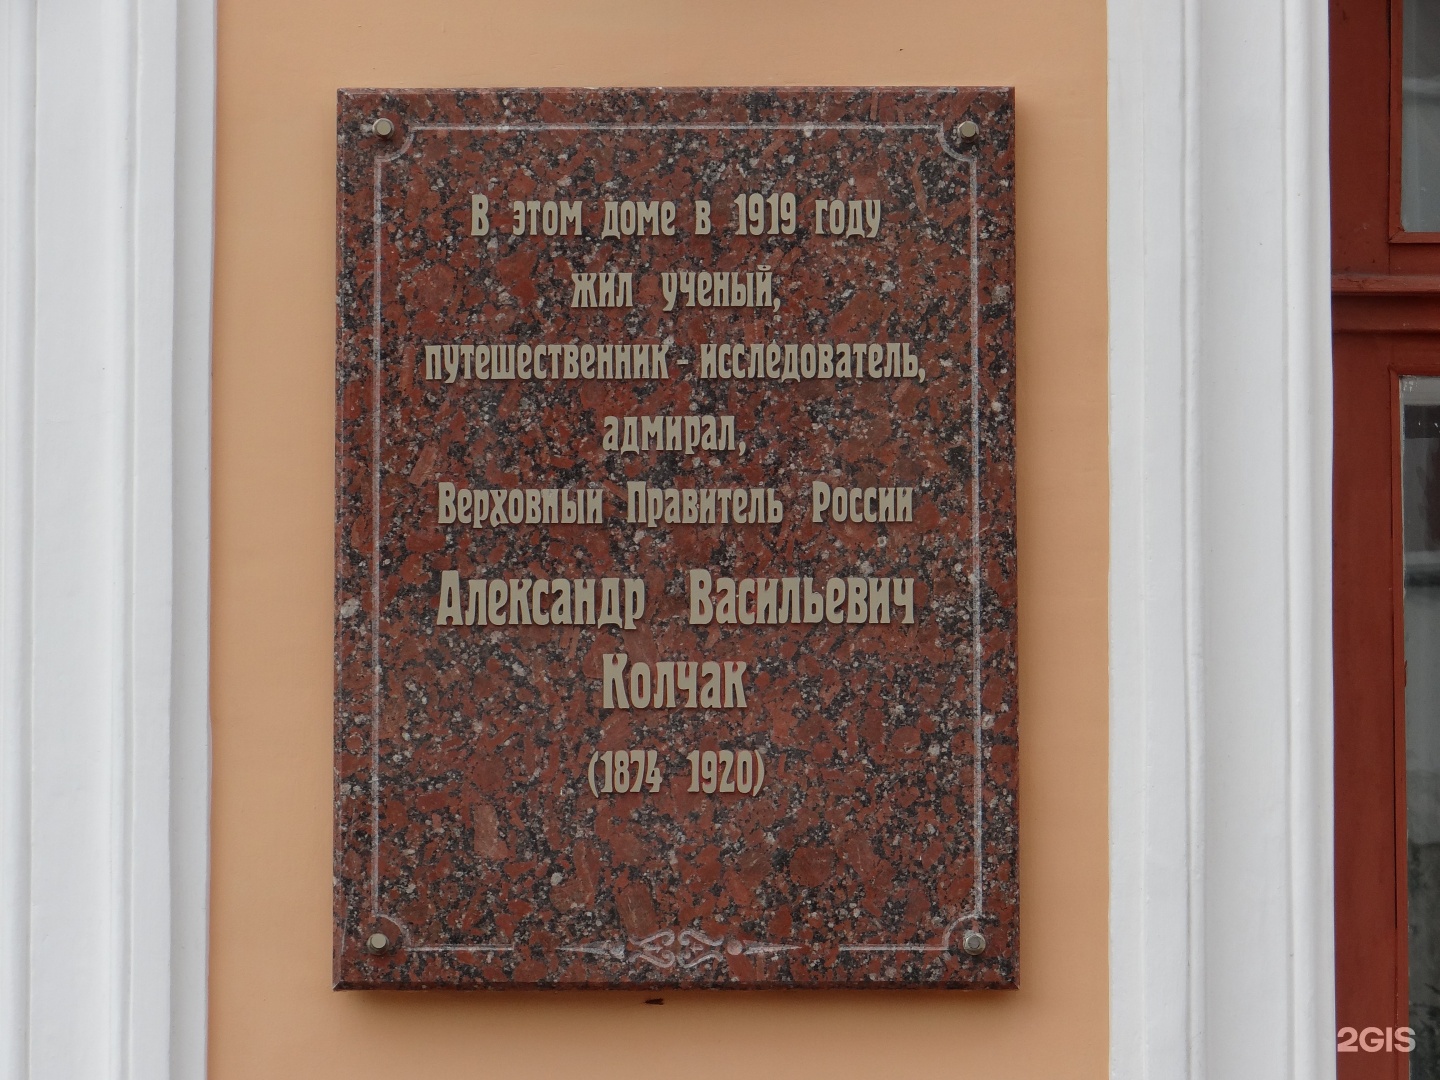 В этом доме в 1919 году
жил ученый,
путешественник - исследователь,
адмирал,
Верховный Правитель России
Александр Васильевич
Колчак
(1874 1920)
2GIS